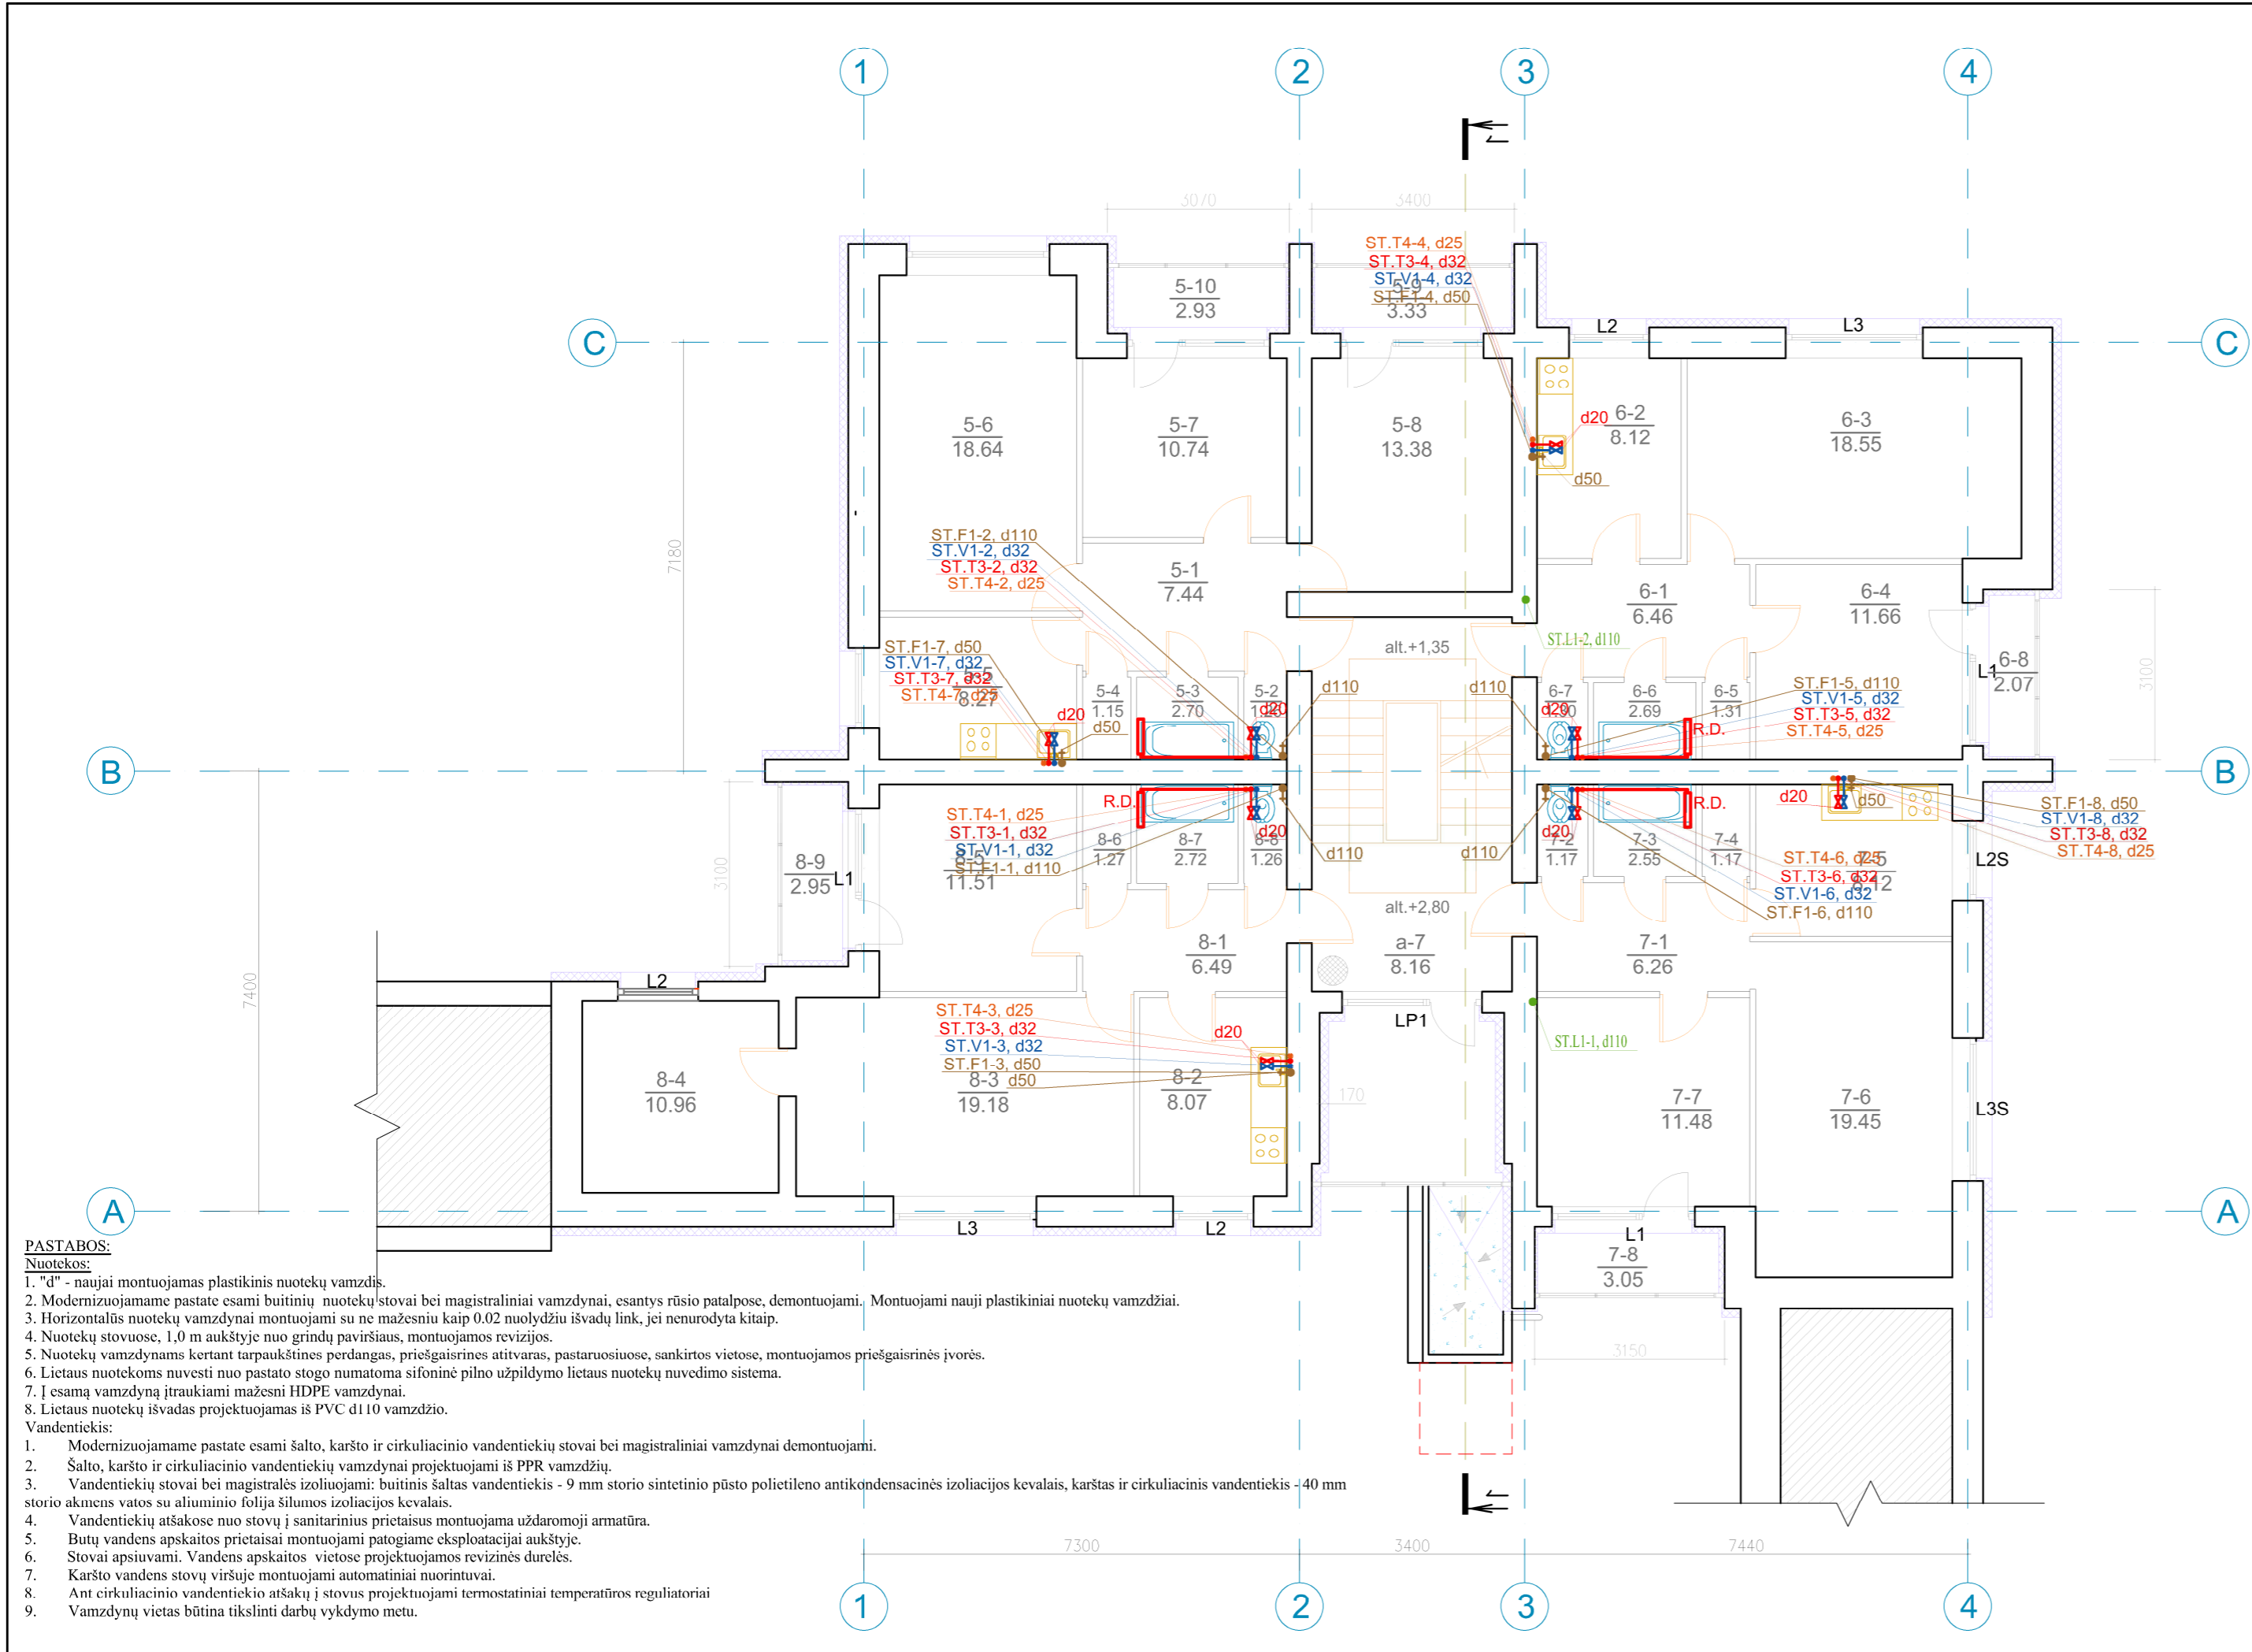 1 2 3 4
3070 3400
ST.T4-4, d25
ST.T3-4, d32
ST.V1-4, d32
ST.F1-4, d50
5-10
2.93
5-9
3.33
L2 L3
C C
5-6
18.64
5-7
10.74
5-8
13.38
d20
6-2
8.12
6-3
18.55
d50
7180
ST.F1-2, d110
ST.V1-2, d32
ST.T3-2, d32
ST.T4-2, d25
5-1
7.44
6-1
6.46
6-4
11.66
ST.L1-2, d110
alt.+1,35
ST.F1-7, d50
ST.V1-7, d32
ST.T3-7, d32
ST.T4-7, d25
5-5
8.27
d20
d50
5-4
1.15
5-3
2.70
5-2
d20
d110
d110
6-7
d20
6-6
2.69
6-5
1.31
R.D.
ST.F1-5, d110
ST.V1-5, d32
ST.T3-5, d32
ST.T4-5, d25
L1
6-8
2.07
3100
B B
R.D.
ST.T4-1, d25
ST.T3-1, d32
ST.V1-1, d32
ST.F1-1, d110
8-5
11.51
8-9
2.95
L1
3100
8-6
1.27
8-7
2.72
8-8
1.26
d20
d110
d110
d20
7-2
1.17
7-3
2.55
7-4
1.17
R.D.
d20
d50
ST.F1-8, d50
ST.V1-8, d32
ST.T3-8, d32
ST.T4-8, d25
ST.T4-6, d25
ST.T3-6, d32
ST.V1-6, d32
ST.F1-6, d110
7-5
8.12
L2S
alt.+2,80
8-1
6.49
a-7
8.16
7-1
6.26
7400
L2
ST.T4-3, d25
ST.T3-3, d32
ST.V1-3, d32
ST.F1-3, d50
d50
d20
LP1
ST.L1-1, d110
8-4
10.96
8-3
19.18
8-2
8.07
170
7-7
11.48
7-6
19.45
L3S
A A
L3 L2 L1
7-8
3.05
3150
PASTABOS:
Nuotekos:
1. "d" - naujai montuojamas plastikinis nuotekų vamzdis.
2. Modernizuojamame pastate esami buitinių nuotekų stovai bei magistraliniai vamzdynai, esantys rūsio patalpose, demontuojami. Montuojami nauji plastikiniai nuotekų vamzdžiai.
3. Horizontalūs nuotekų vamzdynai montuojami su ne mažesniu kaip 0.02 nuolydžiu išvadų link, jei nenurodyta kitaip.
4. Nuotekų stovuose, 1,0 m aukštyje nuo grindų paviršiaus, montuojamos revizijos.
5. Nuotekų vamzdynams kertant tarpaukštines perdangas, priešgaisrines atitvaras, pastaruosiuose, sankirtos vietose, montuojamos priešgaisrinės įvorės.
6. Lietaus nuotekoms nuvesti nuo pastato stogo numatoma sifoninė pilno užpildymo lietaus nuotekų nuvedimo sistema.
7. Į esamą vamzdyną įtraukiami mažesni HDPE vamzdynai.
8. Lietaus nuotekų išvadas projektuojamas iš PVC d110 vamzdžio.
Vandentiekis:
1. Modernizuojamame pastate esami šalto, karšto ir cirkuliacinio vandentiekių stovai bei magistraliniai vamzdynai demontuojami.
2. Šalto, karšto ir cirkuliacinio vandentiekių vamzdynai projektuojami iš PPR vamzdžių.
3. Vandentiekių stovai bei magistralės izoliuojami: buitinis šaltas vandentiekis - 9 mm storio sintetinio pūsto polietileno antikondensacinės izoliacijos kevalais, karštas ir cirkuliacinis vandentiekis - 40 mm
storio akmens vatos su aliuminio folija šilumos izoliacijos kevalais.
4. Vandentiekių atšakose nuo stovų į sanitarinius prietaisus montuojama uždaromoji armatūra.
5. Butų vandens apskaitos prietaisai montuojami patogiame eksploatacijai aukštyje.
6. Stovai apsiuvami. Vandens apskaitos vietose projektuojamos revizinės durelės.
7. Karšto vandens stovų viršuje montuojami automatiniai nuorintuvai.
8. Ant cirkuliacinio vandentiekio atšakų į stovus projektuojami termostatiniai temperatūros reguliatoriai
9. Vamzdynų vietas būtina tikslinti darbų vykdymo metu.
7300 3400 7440
1 2 3 4